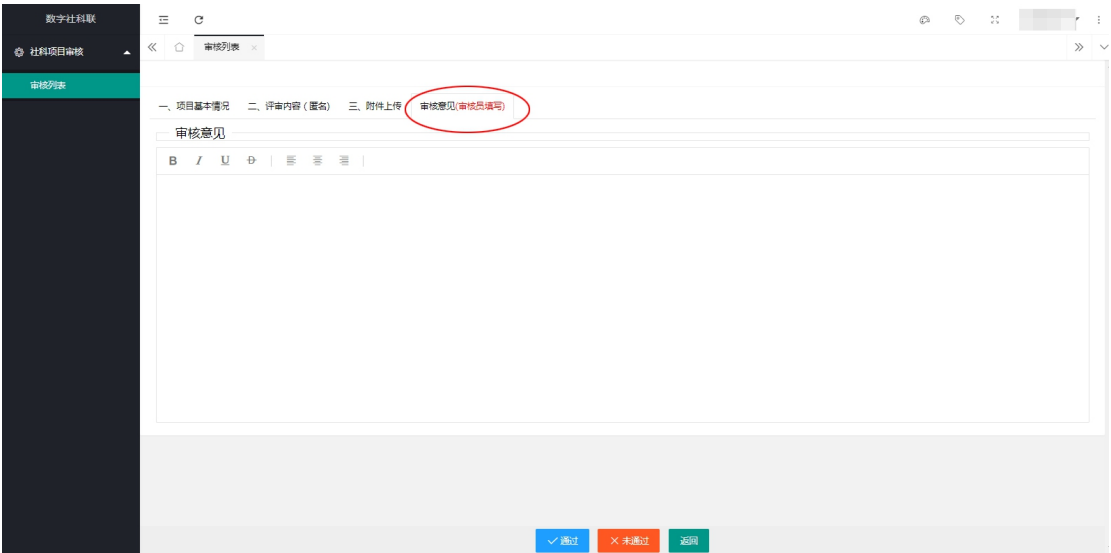 数字社科联
社科项目审核
审核列表
审核列表
一、项目基本情况 二、评审内容(匿名) 三、附件上传 审核意见(审核员填写)
审核意见
B I U
通过 未通过 返回